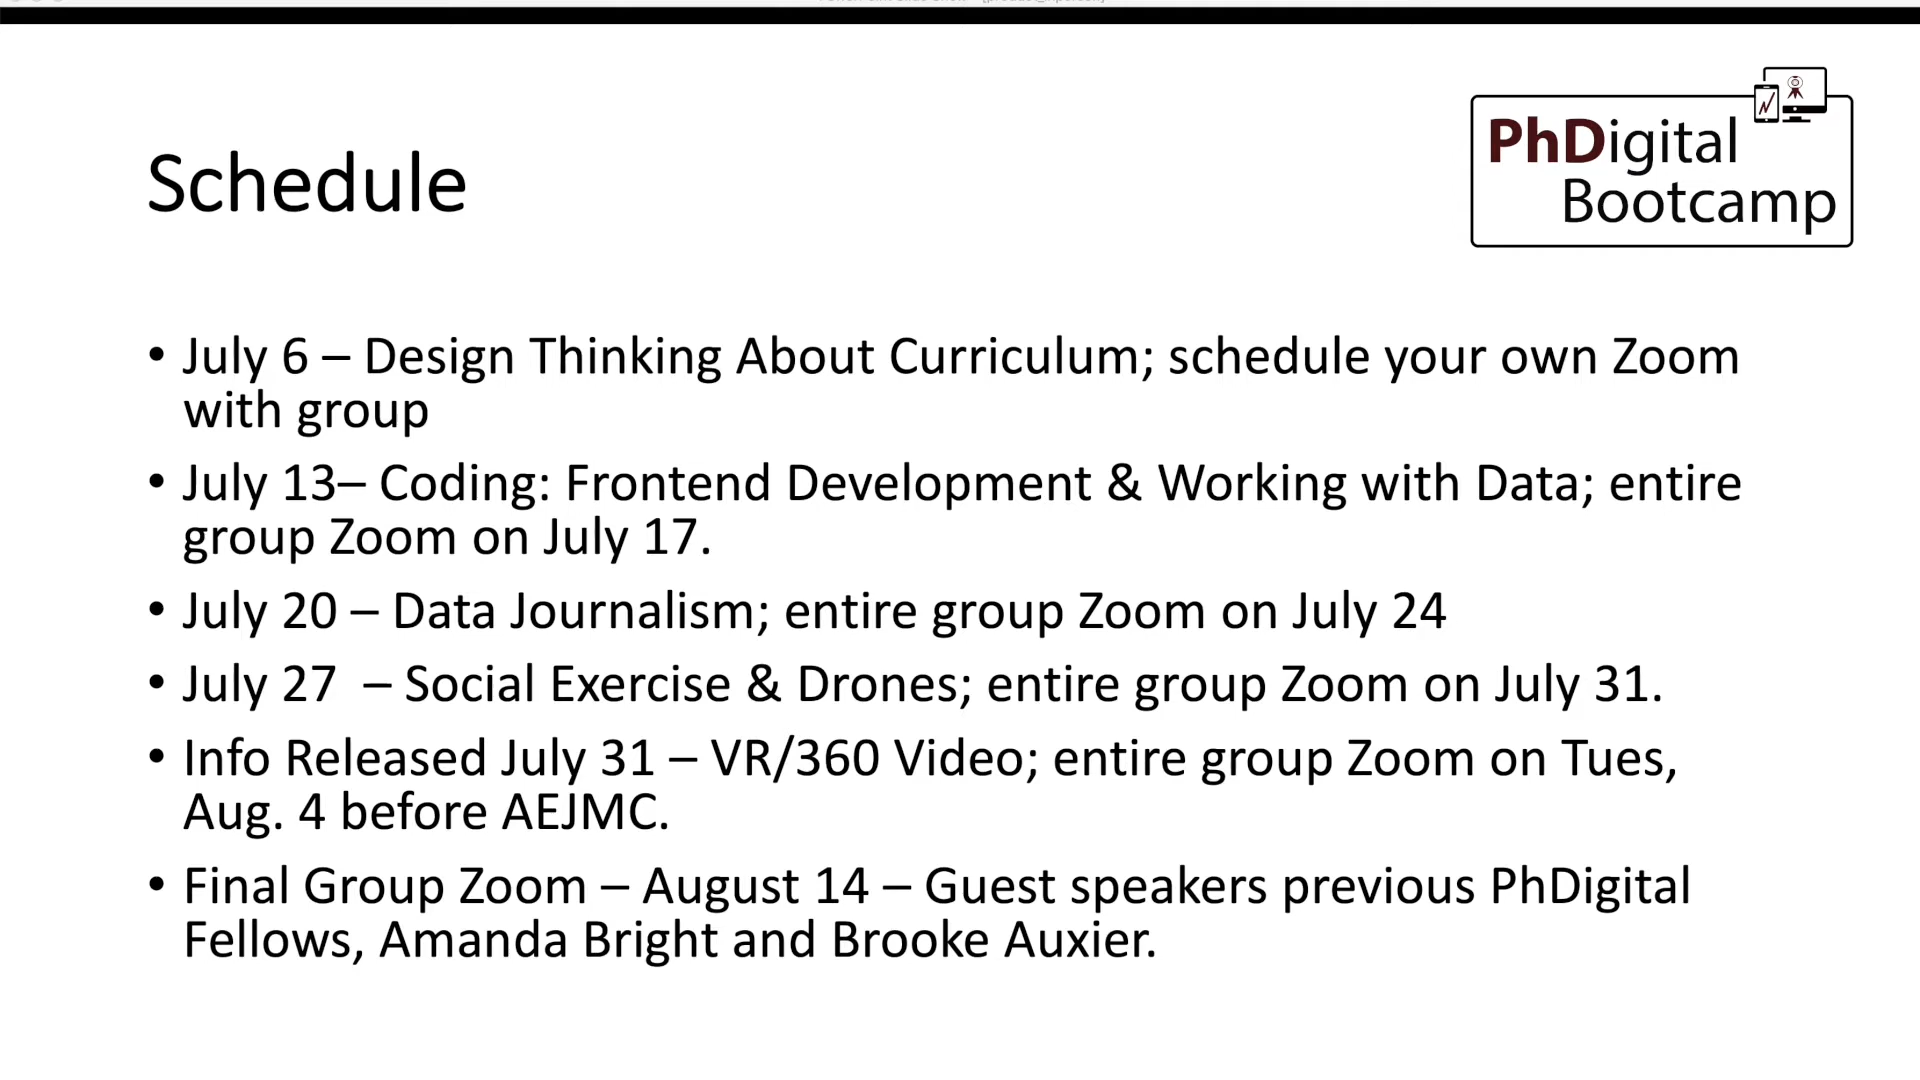 PhDigital
Bootcamp
Schedule
• July 6 – Design Thinking About Curriculum; schedule your own Zoom
with group
• July 13– Coding: Frontend Development & Working with Data; entire
group Zoom on July 17.
• July 20 – Data Journalism; entire group Zoom on July 24
• July 27  – Social Exercise & Drones; entire group Zoom on July 31.
• Info Released July 31 – VR/360 Video; entire group Zoom on Tues,
Aug. 4 before AEJMC.
• Final Group Zoom – August 14 – Guest speakers previous PhDigital
Fellows, Amanda Bright and Brooke Auxier.